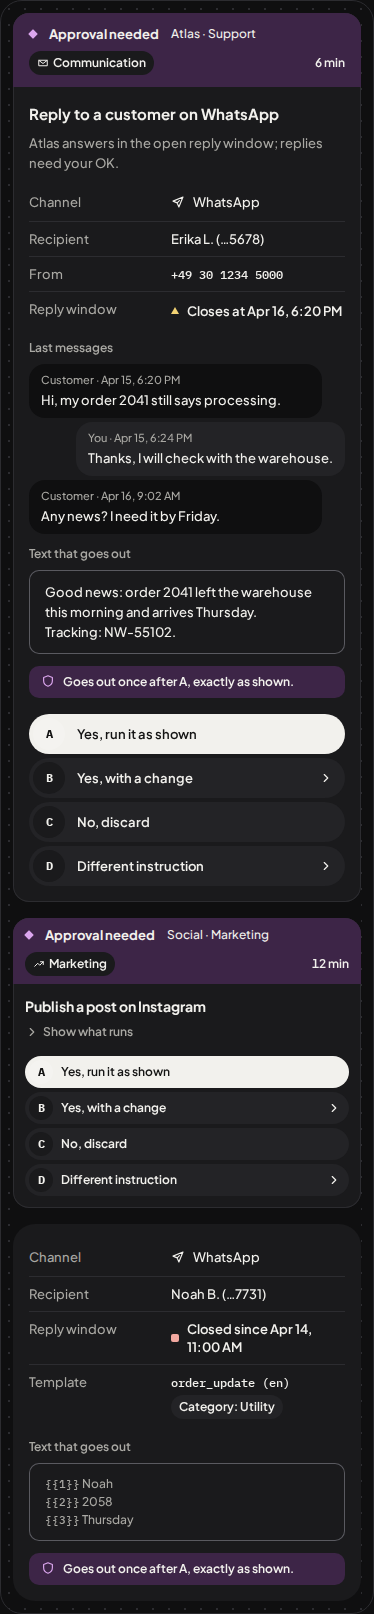 Approval needed Atlas · Support
Communication 6 min
Reply to a customer on WhatsApp
Atlas answers in the open reply window; replies
need your OK.
Channel WhatsApp
Recipient Erika L. (…5678)
From +49 30 1234 5000
Reply window Closes at Apr 16, 6:20 PM
Last messages
Customer · Apr 15, 6:20 PM
Hi, my order 2041 still says processing.
You · Apr 15, 6:24 PM
Thanks, I will check with the warehouse.
Customer · Apr 16, 9:02 AM
Any news? I need it by Friday.
Text that goes out
Good news: order 2041 left the warehouse
this morning and arrives Thursday.
Tracking: NW-55102.
Goes out once after A, exactly as shown.
A Yes, run it as shown
B Yes, with a change
C No, discard
D Different instruction
Approval needed Social · Marketing
Marketing 12 min
Publish a post on Instagram
Show what runs
A Yes, run it as shown
B Yes, with a change
C No, discard
D Different instruction
Channel WhatsApp
Recipient Noah B. (…7731)
Reply window Closed since Apr 14,
11:00 AM
Template order_update (en)
Category: Utility
Text that goes out
{{1}} Noah
{{2}} 2058
{{3}} Thursday
Goes out once after A, exactly as shown.